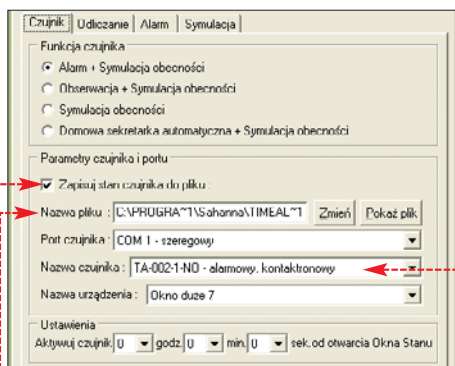 Czujnik Udliczanie Alarm Symulacja
Funkcja czujnika
Alarm + Symulacja obecności
Obserwacja + Symulacja obecności
Symulacja obecności
Domowa sekretarka automatyczna + Symulacja obecności
Parametry czujnika i portu
Zapisuj stan czujnika do pliku :
Nazwa pliku : C:\PROGRA~1\Sahanna\TIMEAL~1 Zmień Pokaż plik
Port czujnika : COM 1 - szeregowy
Nazwa czujnika : TA-002-1-NO - alarmowy, kontaktronowy
Nazwa urządzenia : Okno duże 7
Ustawienia
Aktywuj czujnik 0 godz. 0 min. 0 sek. od otwarcia Okna Stanu